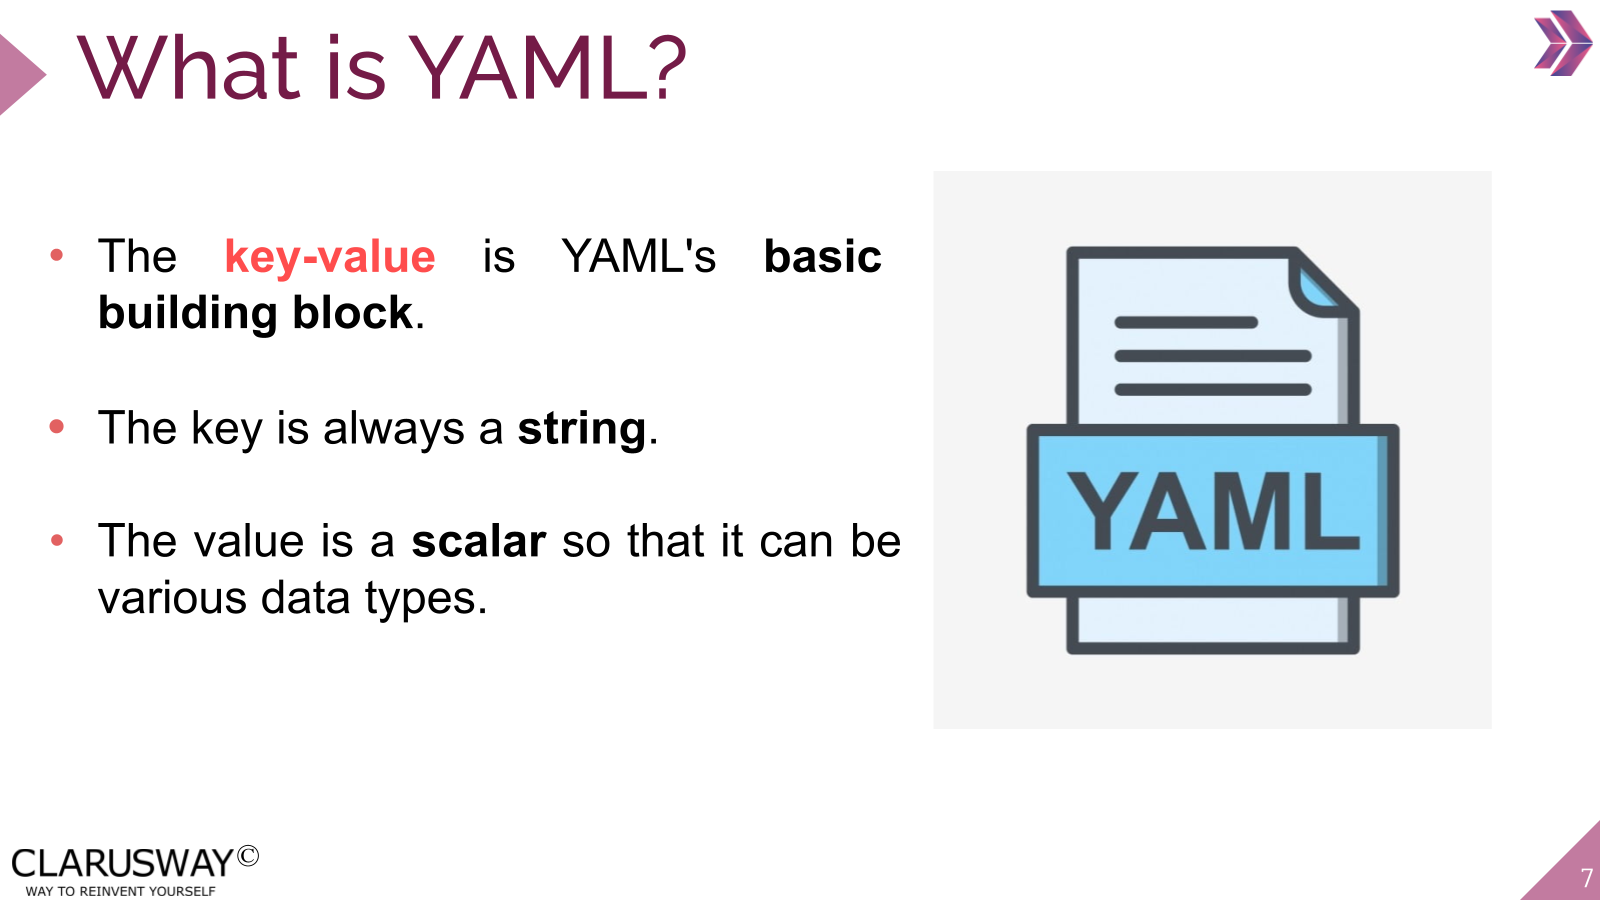 What is YAML?
• The key-value is YAML's basic
building block.
• The key is always a string.
• The value is a scalar so that it can be
various data types.
YAML
CLARUSWAY©
WAY TO REINVENT YOURSELF
7